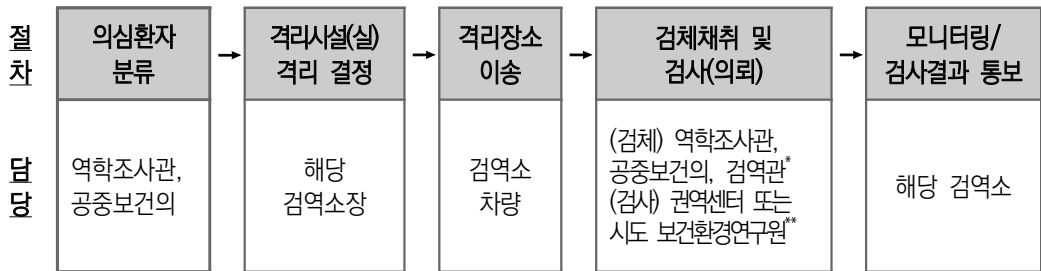 절차
의심환자
분류
→
격리시설(실)
격리 결정
→
격리장소
이송
→
검체채취 및
검사(의뢰)
→
모니터링/
검사결과 통보
담당
역학조사관,
공중보건의
해당
검역소장
검역소
차량
(검체) 역학조사관,
공중보건의, 검역관*
(검사) 권역센터 또는
시도 보건환경연구원**
해당 검역소